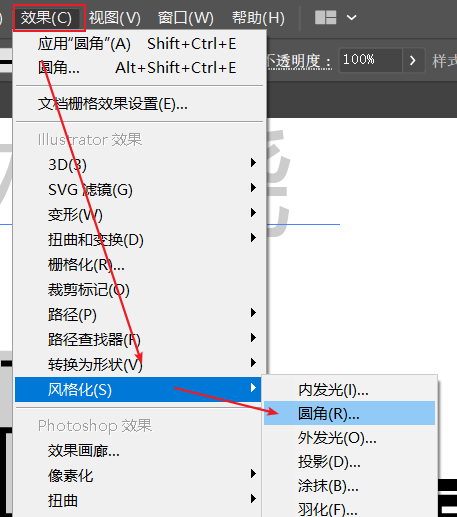 效果(C) 视图(V) 窗口(W) 帮助(H)
应用“圆角”(A) Shift+Ctrl+E
圆角... Alt+Shift+Ctrl+E
不透明度: 100% 样式
文档栅格效果设置(E)...
Illustrator 效果
3D(3)
SVG 滤镜(G)
变形(W)
扭曲和变换(D)
栅格化(R)...
裁剪标记(O)
路径(P)
路径查找器(F)
转换为形状(V)
风格化(S)
内发光(I)...
圆角(R)...
外发光(O)...
投影(D)...
涂抹(B)...
羽化(F)...
Photoshop 效果
效果画廊...
像素化
扭曲
能